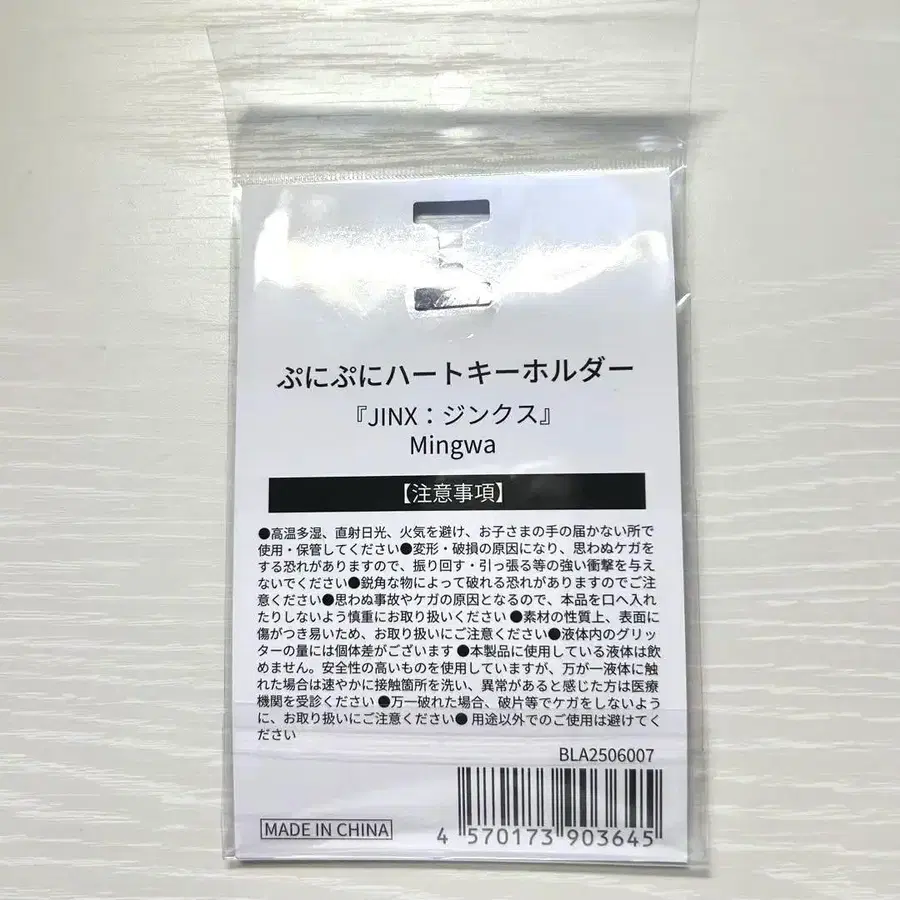 ぷにぷにハートキーホルダー
『JINX：ジンクス』
Mingwa
【注意事項】
●高温多湿、直射日光、火気を避け、お子さまの手の届かない所で
使用・保管してください●変形・破損の原因になり、思わぬケガを
する恐れがありますので、振り回す・引っ張る等の強い衝撃を与え
ないでください●鋭角な物によって破れる恐れがありますのでご注
意ください●思わぬ事故やケガの原因となるので、本品を口へ入れ
たりしないよう慎重にお取り扱いください ●素材の性質上、表面に
傷がつき易いため、お取り扱いにご注意ください●液体内のグリッ
ターの量には個体差がございます ●本製品に使用している液体は飲
めません。安全性の高いものを使用していますが、万が一液体に触
れた場合は速やかに接触箇所を洗い、異常があると感じた方は医療
機関を受診ください ●万一破れた場合、破片等でケガをしないよう
に、お取り扱いにご注意ください● 用途以外でのご使用は避けてく
ださい
BLA2506007
MADE IN CHINA
4 570173 903645